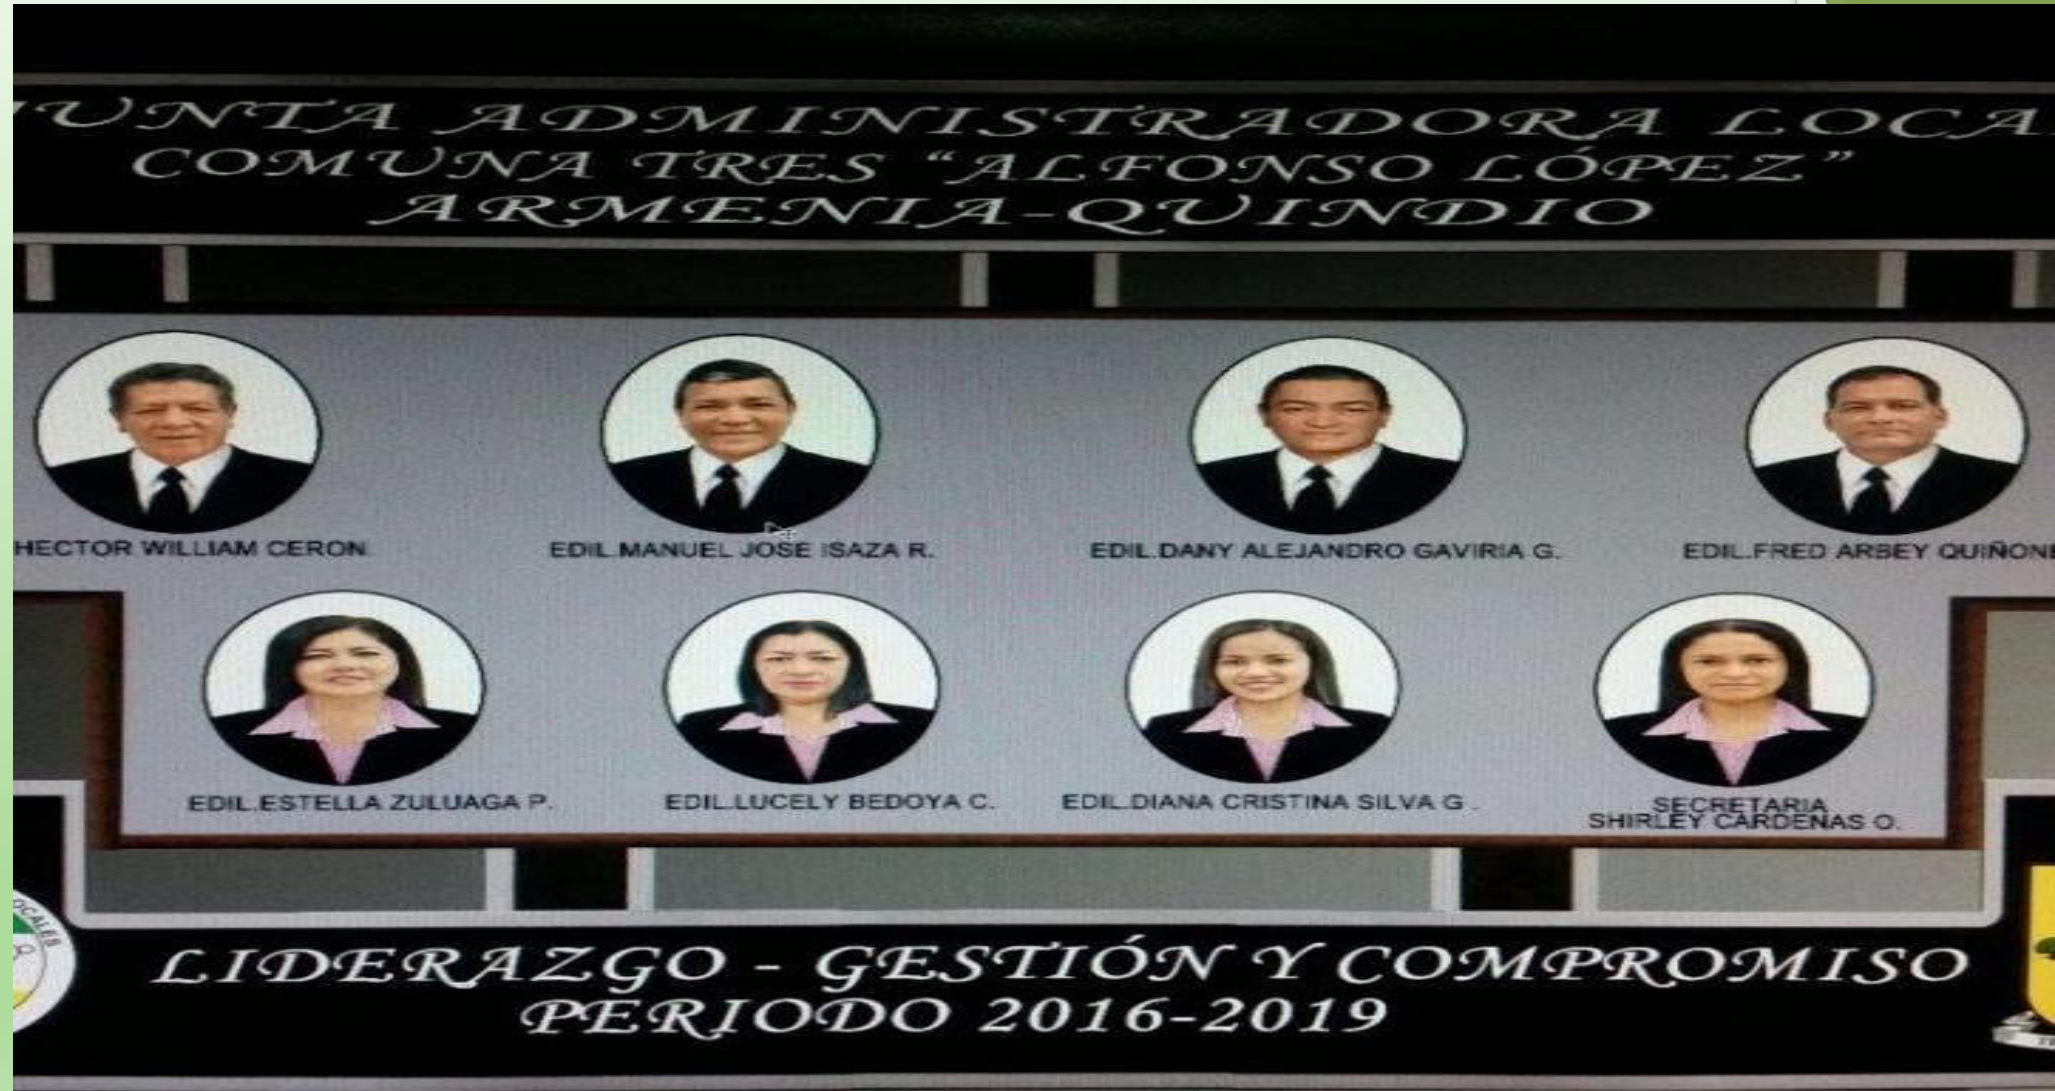 JUNTA ADMINISTRADORA LOCA
COMUNA TRES “ALFONSO LÓPEZ”
ARMENIA-QUINDIO
HECTOR WILLIAM CERON
EDIL.MANUEL JOSE ISAZA R.
EDIL.DANY ALEJANDRO GAVIRIA G.
EDIL.FRED ARBEY QUIÑONE
EDIL.ESTELLA ZULUAGA P.
EDIL.LUCELY BEDOYA C.
EDIL.DIANA CRISTINA SILVA G.
SECRETARIA
SHIRLEY CARDENAS O.
OCALES
LIDERAZGO - GESTIÓN Y COMPROMISO
PERIODO 2016-2019